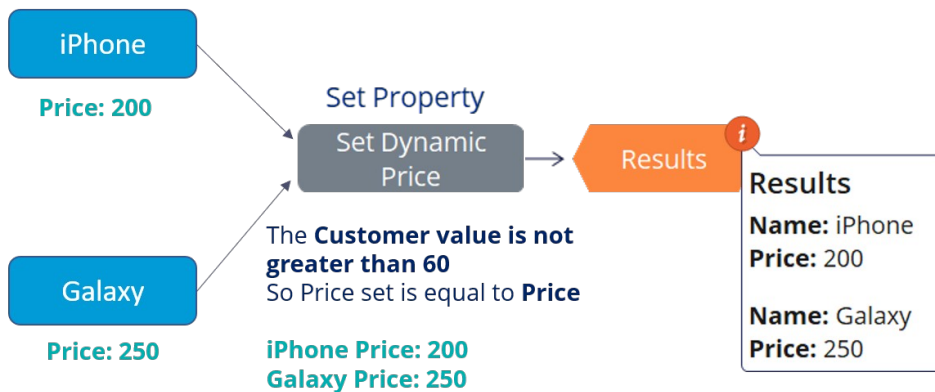 iPhone
Price: 200
Set Property
Set Dynamic
Price
Results
i
Results
Name: iPhone
Price: 200
Name: Galaxy
Price: 250
The Customer value is not
greater than 60
So Price set is equal to Price
iPhone Price: 200
Galaxy Price: 250
Galaxy
Price: 250